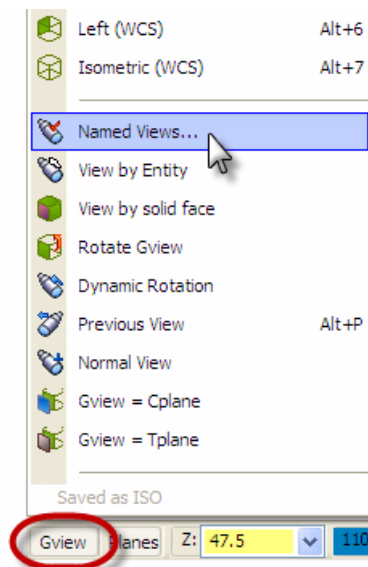 Left (WCS) Alt+6
Isometric (WCS) Alt+7
Named Views...
View by Entity
View by solid face
Rotate Gview
Dynamic Rotation
Previous View Alt+P
Normal View
Gview = Cplane
Gview = Tplane
Saved as ISO
Gview Planes Z: 47.5 110